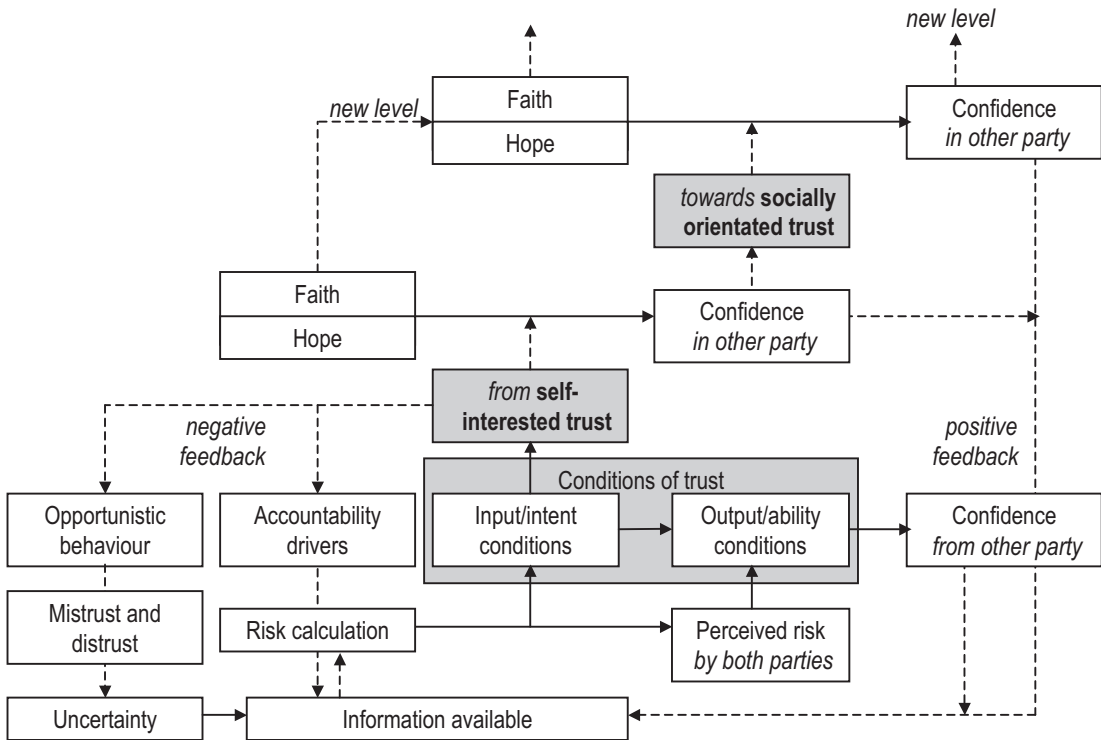 new level
Faith
new level
Hope
Confidence
in other party
towards socially
orientated trust
Faith
Hope
Confidence
in other party
from self-
interested trust
negative
feedback
positive
feedback
Conditions of trust
Opportunistic
behaviour
Accountability
drivers
Input/intent
conditions
Output/ability
conditions
Confidence
from other party
Mistrust and
distrust
Risk calculation
Perceived risk
by both parties
Uncertainty
Information available